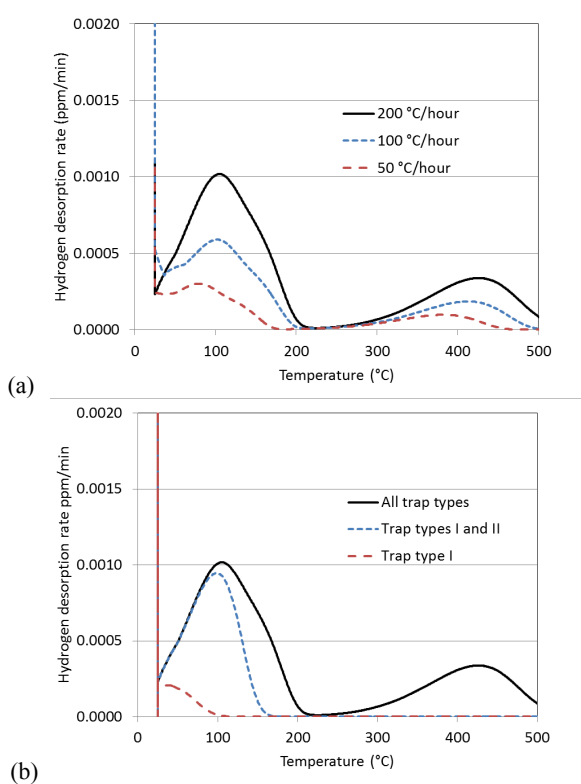 0.0020
0.0015
0.0010
0.0005
0.0000
Hydrogen desorption rate (ppm/min)
200 °C/hour
100 °C/hour
50 °C/hour
0 100 200 300 400 500
Temperature (°C)
(a)
0.0020
0.0015
0.0010
0.0005
0.0000
Hydrogen desorption rate ppm/min
All trap types
Trap types I and II
Trap type I
0 100 200 300 400 500
Temperature (°C)
(b)